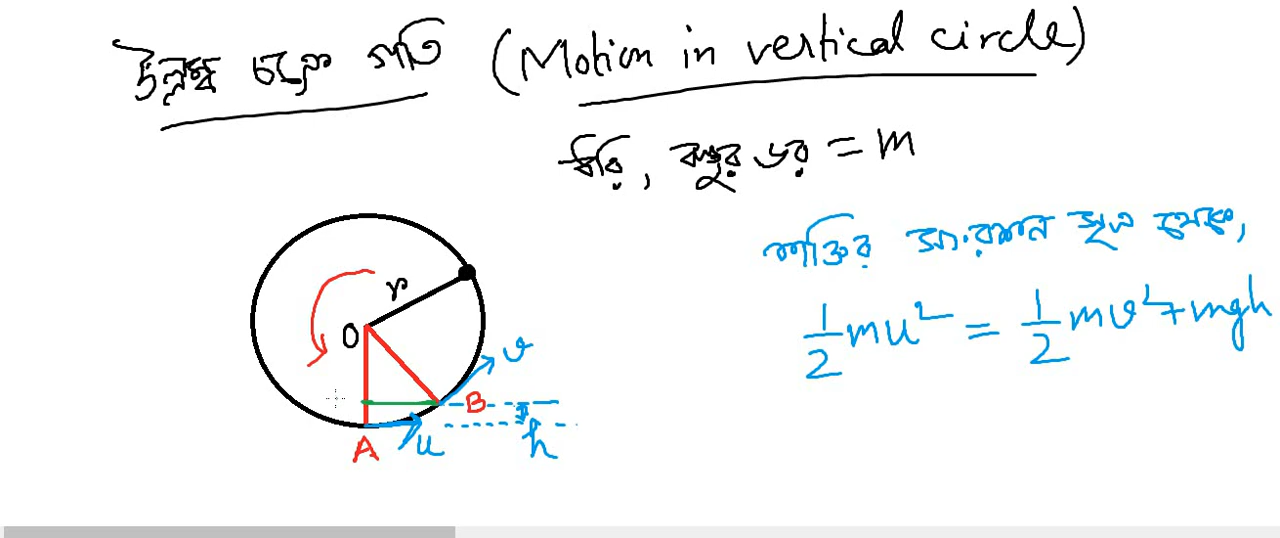 উল্লম্ব চক্রে গতি (Motion in vertical circle)
ধরি, বস্তুর ভর = m
শক্তির সংরক্ষণ সূত্র থেকে,
1/2 mu² = 1/2 mv² + mgh
r
O
v
B
A
u
h